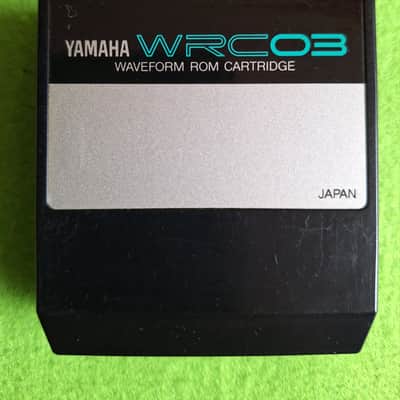 YAMAHA WRC03
WAVEFORM ROM CARTRIDGE
JAPAN